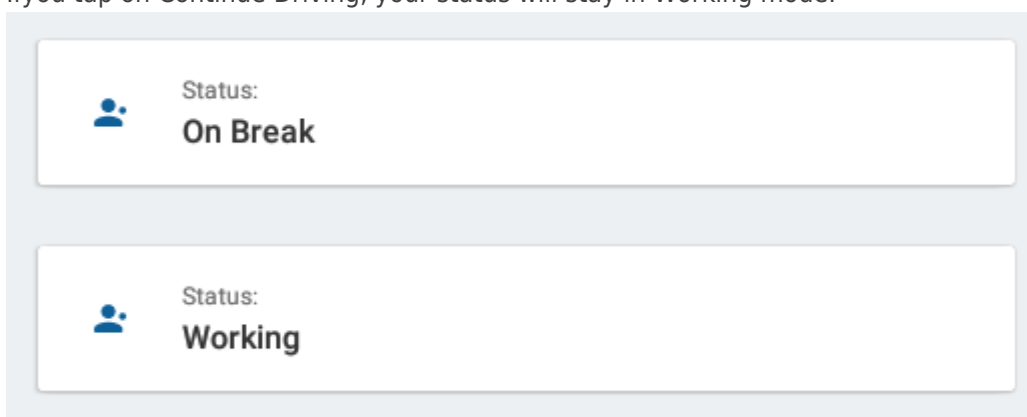 If you tap on Continue Driving, your status will stay in Working mode.
Status:
On Break
Status:
Working